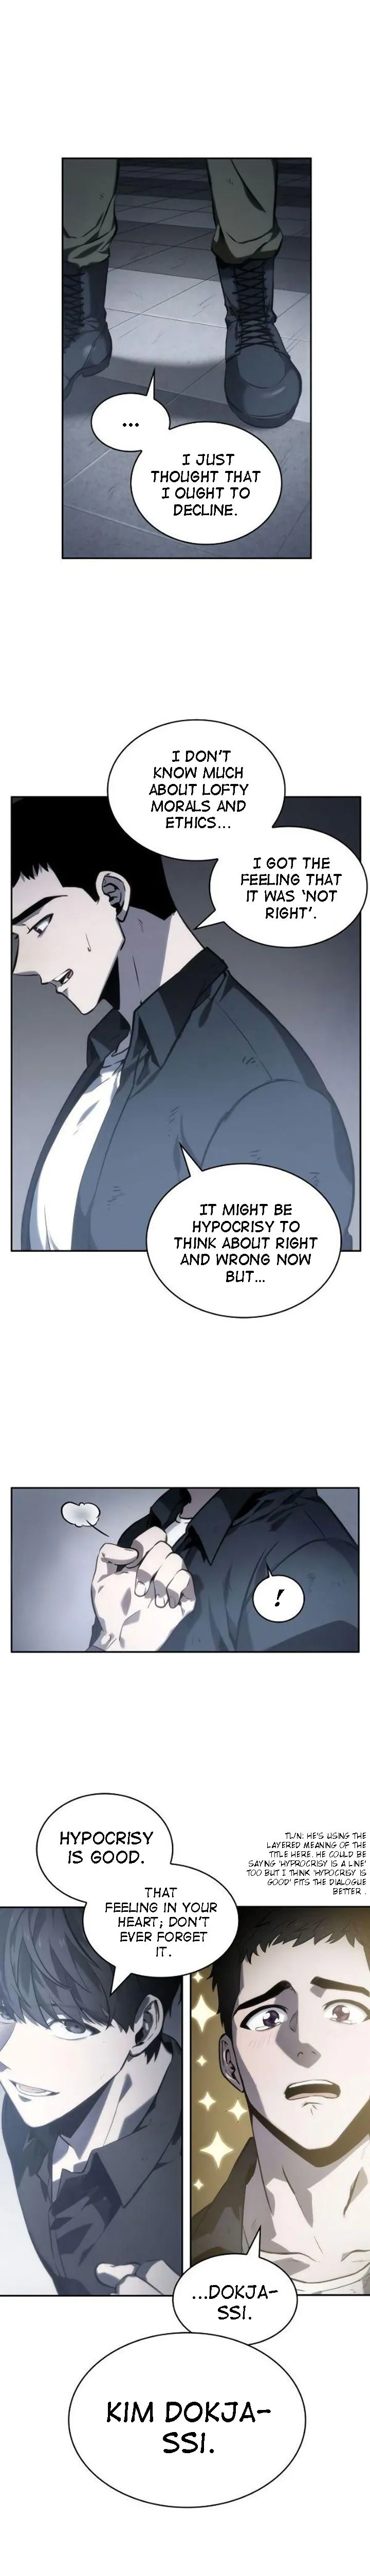 ...
I JUST
THOUGHT THAT
I OUGHT TO
DECLINE.
I DON'T
KNOW MUCH
ABOUT LOFTY
MORALS AND
ETHICS...
I GOT THE
FEELING THAT
IT WAS 'NOT
RIGHT'.
IT MIGHT BE
HYPOCRISY TO
THINK ABOUT RIGHT
AND WRONG NOW
BUT...
!
HYPOCRISY
IS GOOD.
TL/N: HE'S USING THE
LAYERED MEANING OF THE
TITLE HERE. HE COULD BE
SAYING 'HYPROCRISY IS A LINE'
TOO BUT I THINK 'HYPOCRISY IS
GOOD' FITS THE DIALOGUE
BETTER .
THAT
FEELING IN YOUR
HEART; DON'T
EVER FORGET
IT.
...DOKJA-
SSI.
KIM DOKJA-
SSI.